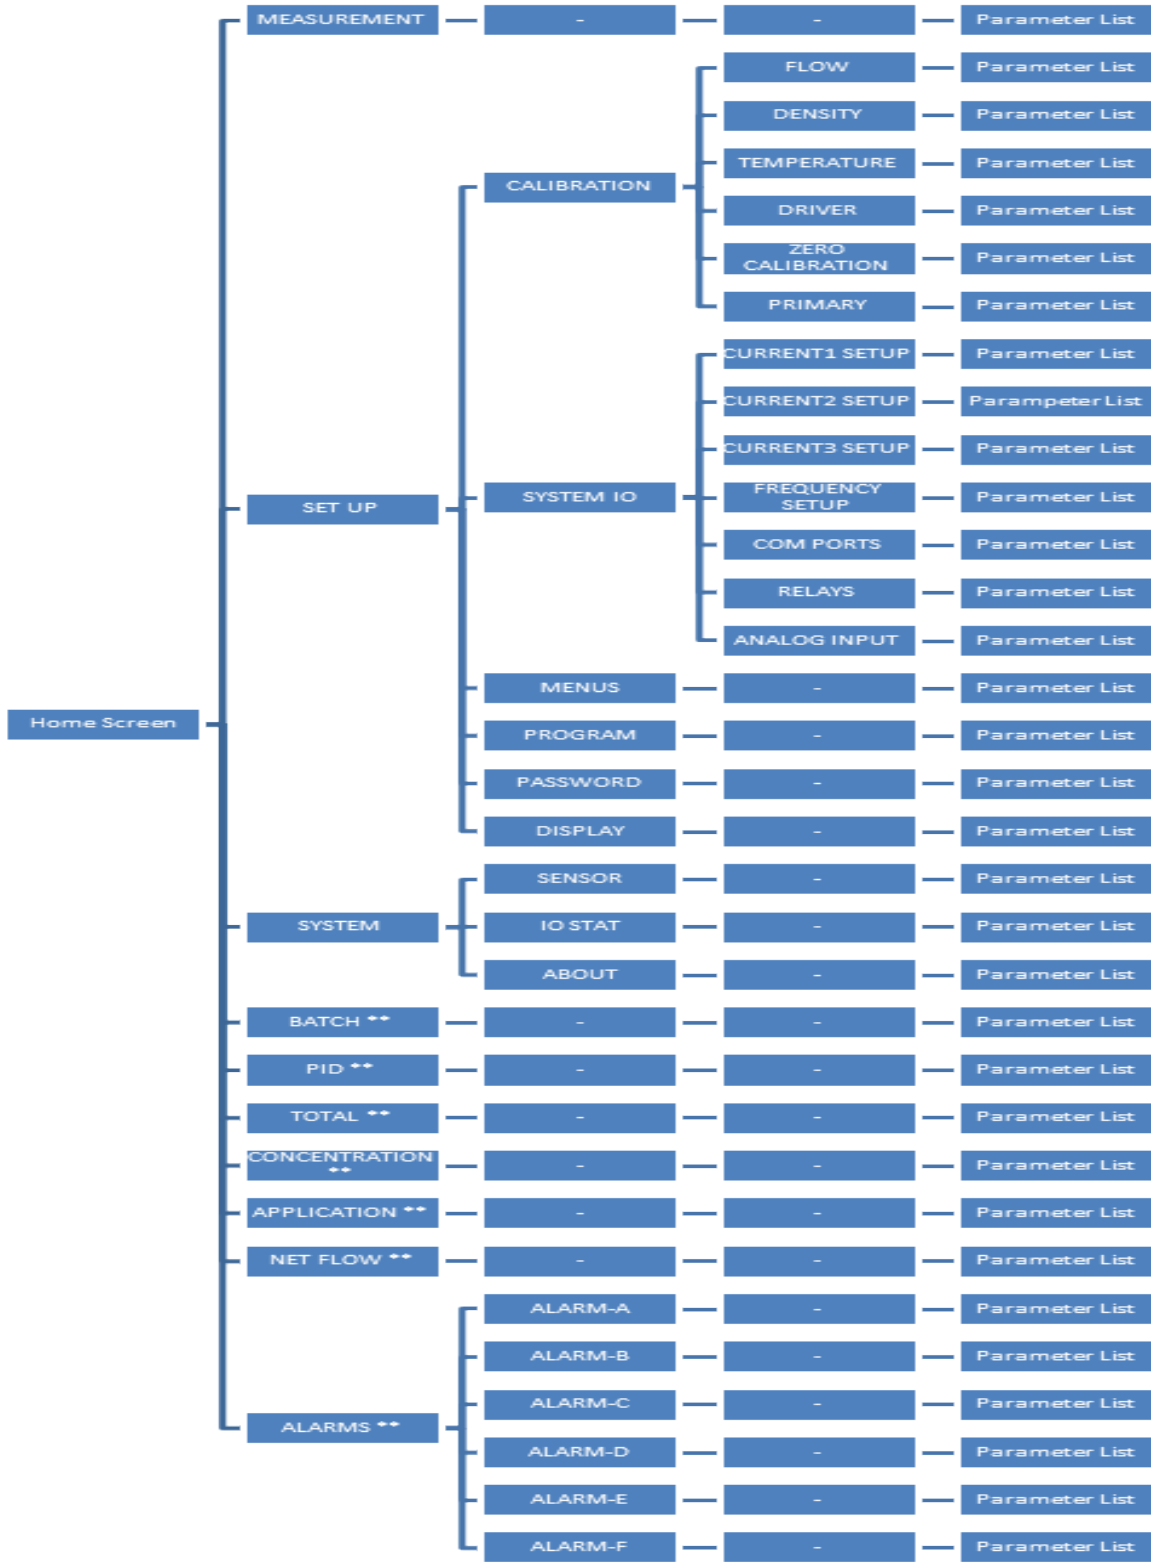 MEASUREMENT - - Parameter List
FLOW Parameter List
DENSITY Parameter List
TEMPERATURE Parameter List
CALIBRATION
DRIVER Parameter List
ZERO
CALIBRATION Parameter List
PRIMARY Parameter List
CURRENT1 SETUP Parameter List
CURRENT2 SETUP Parampeter List
CURRENT3 SETUP Parameter List
SET UP
SYSTEM IO
FREQUENCY
SETUP Parameter List
COM PORTS Parameter List
RELAYS Parameter List
ANALOG INPUT Parameter List
MENUS - Parameter List
Home Screen
PROGRAM - Parameter List
PASSWORD - Parameter List
DISPLAY - Parameter List
SENSOR - Parameter List
SYSTEM IO STAT - Parameter List
ABOUT - Parameter List
BATCH ** - - Parameter List
PID ** - - Parameter List
TOTAL ** - - Parameter List
CONCENTRATION
** - - Parameter List
APPLICATION ** - - Parameter List
NET FLOW ** - - Parameter List
ALARM-A - Parameter List
ALARM-B - Parameter List
ALARM-C - Parameter List
ALARMS **
ALARM-D - Parameter List
ALARM-E - Parameter List
ALARM-F - Parameter List